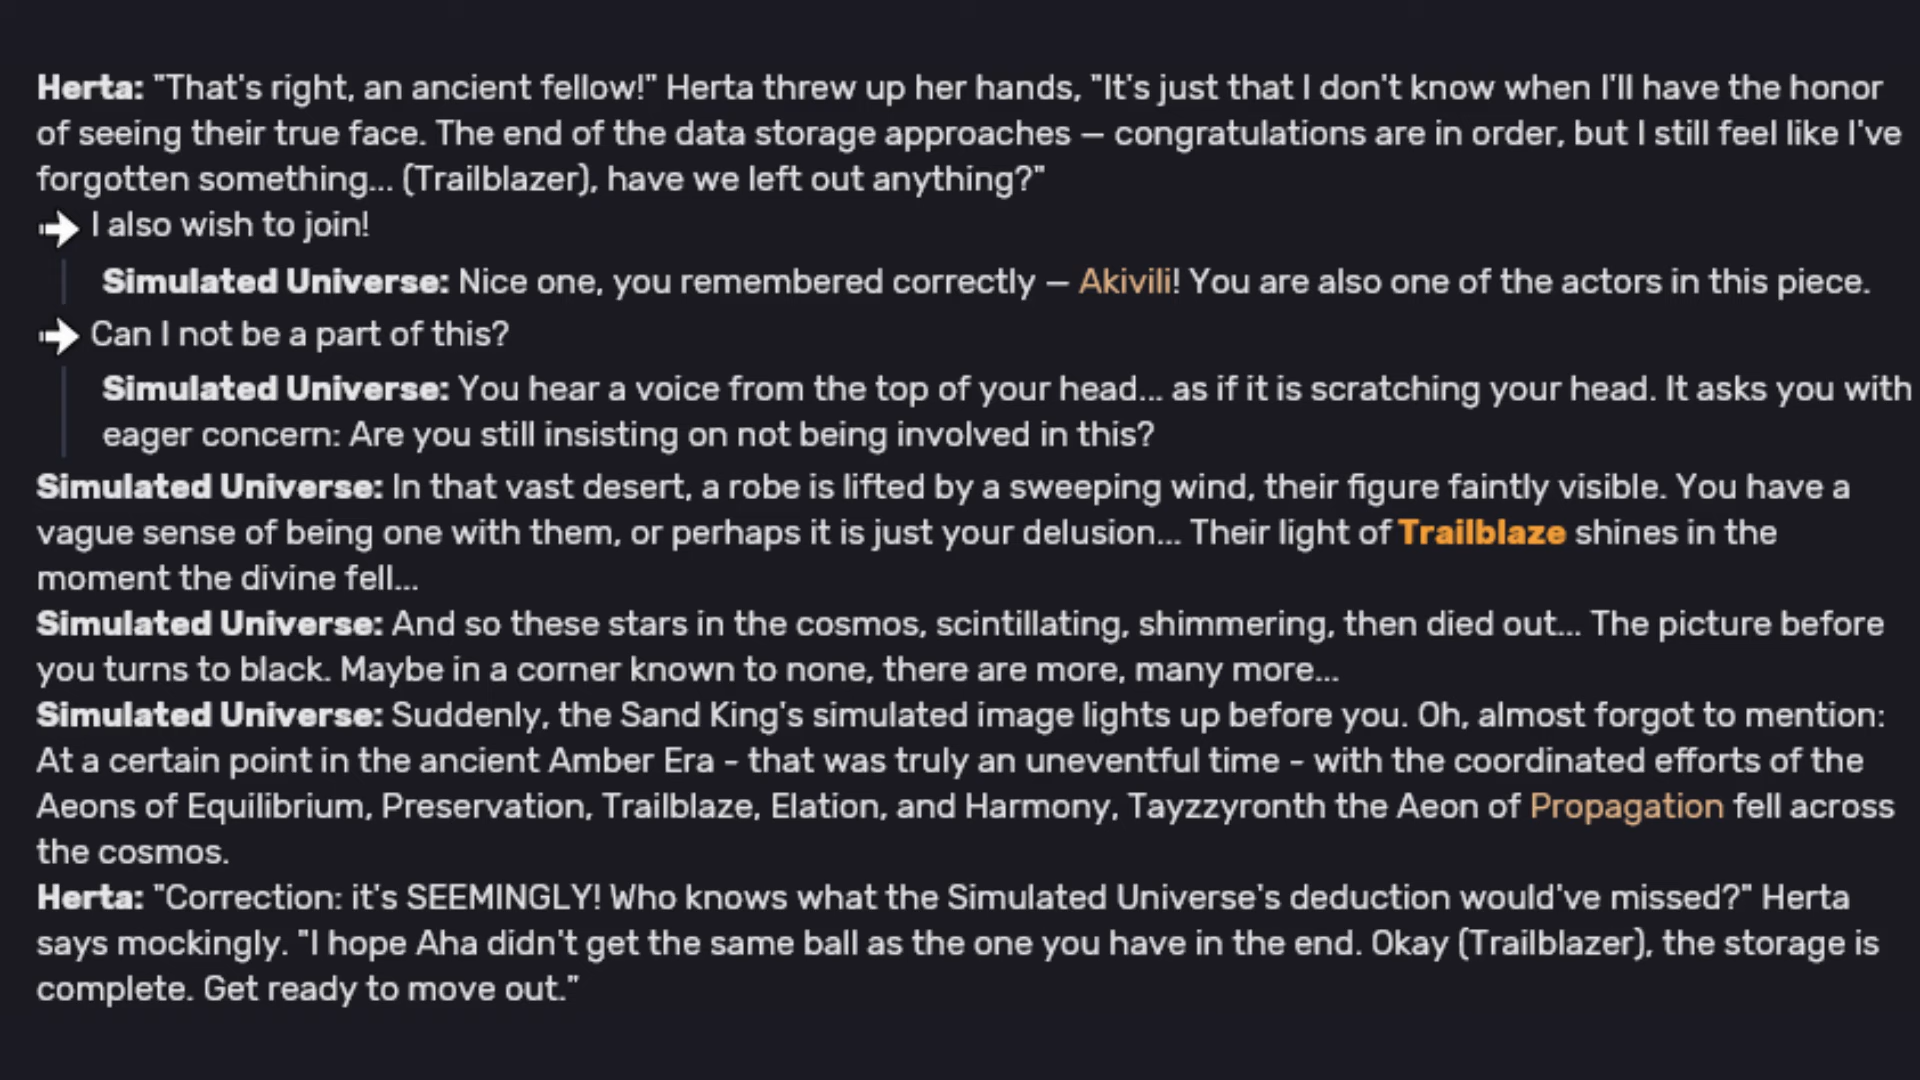 Herta: "That's right, an ancient fellow!" Herta threw up her hands, "It's just that I don't know when I'll have the honor
of seeing their true face. The end of the data storage approaches — congratulations are in order, but I still feel like I've
forgotten something... (Trailblazer), have we left out anything?"
I also wish to join!
Simulated Universe: Nice one, you remembered correctly — Akivili! You are also one of the actors in this piece.
Can I not be a part of this?
Simulated Universe: You hear a voice from the top of your head... as if it is scratching your head. It asks you with
eager concern: Are you still insisting on not being involved in this?
Simulated Universe: In that vast desert, a robe is lifted by a sweeping wind, their figure faintly visible. You have a
vague sense of being one with them, or perhaps it is just your delusion... Their light of Trailblaze shines in the
moment the divine fell...
Simulated Universe: And so these stars in the cosmos, scintillating, shimmering, then died out... The picture before
you turns to black. Maybe in a corner known to none, there are more, many more...
Simulated Universe: Suddenly, the Sand King's simulated image lights up before you. Oh, almost forgot to mention:
At a certain point in the ancient Amber Era - that was truly an uneventful time - with the coordinated efforts of the
Aeons of Equilibrium, Preservation, Trailblaze, Elation, and Harmony, Tayzzyronth the Aeon of Propagation fell across
the cosmos.
Herta: "Correction: it's SEEMINGLY! Who knows what the Simulated Universe's deduction would've missed?" Herta
says mockingly. "I hope Aha didn't get the same ball as the one you have in the end. Okay (Trailblazer), the storage is
complete. Get ready to move out."